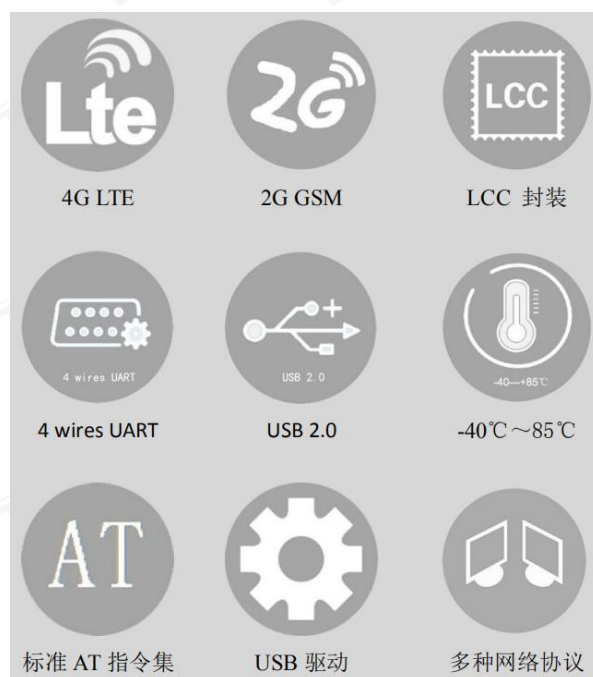 Lte
2G
LCC
4G LTE
2G GSM
LCC 封装
4 wires UART
USB 2.0
-40—+85℃
4 wires UART
USB 2.0
-40℃～85℃
AT
标准 AT 指令集
USB 驱动
多种网络协议